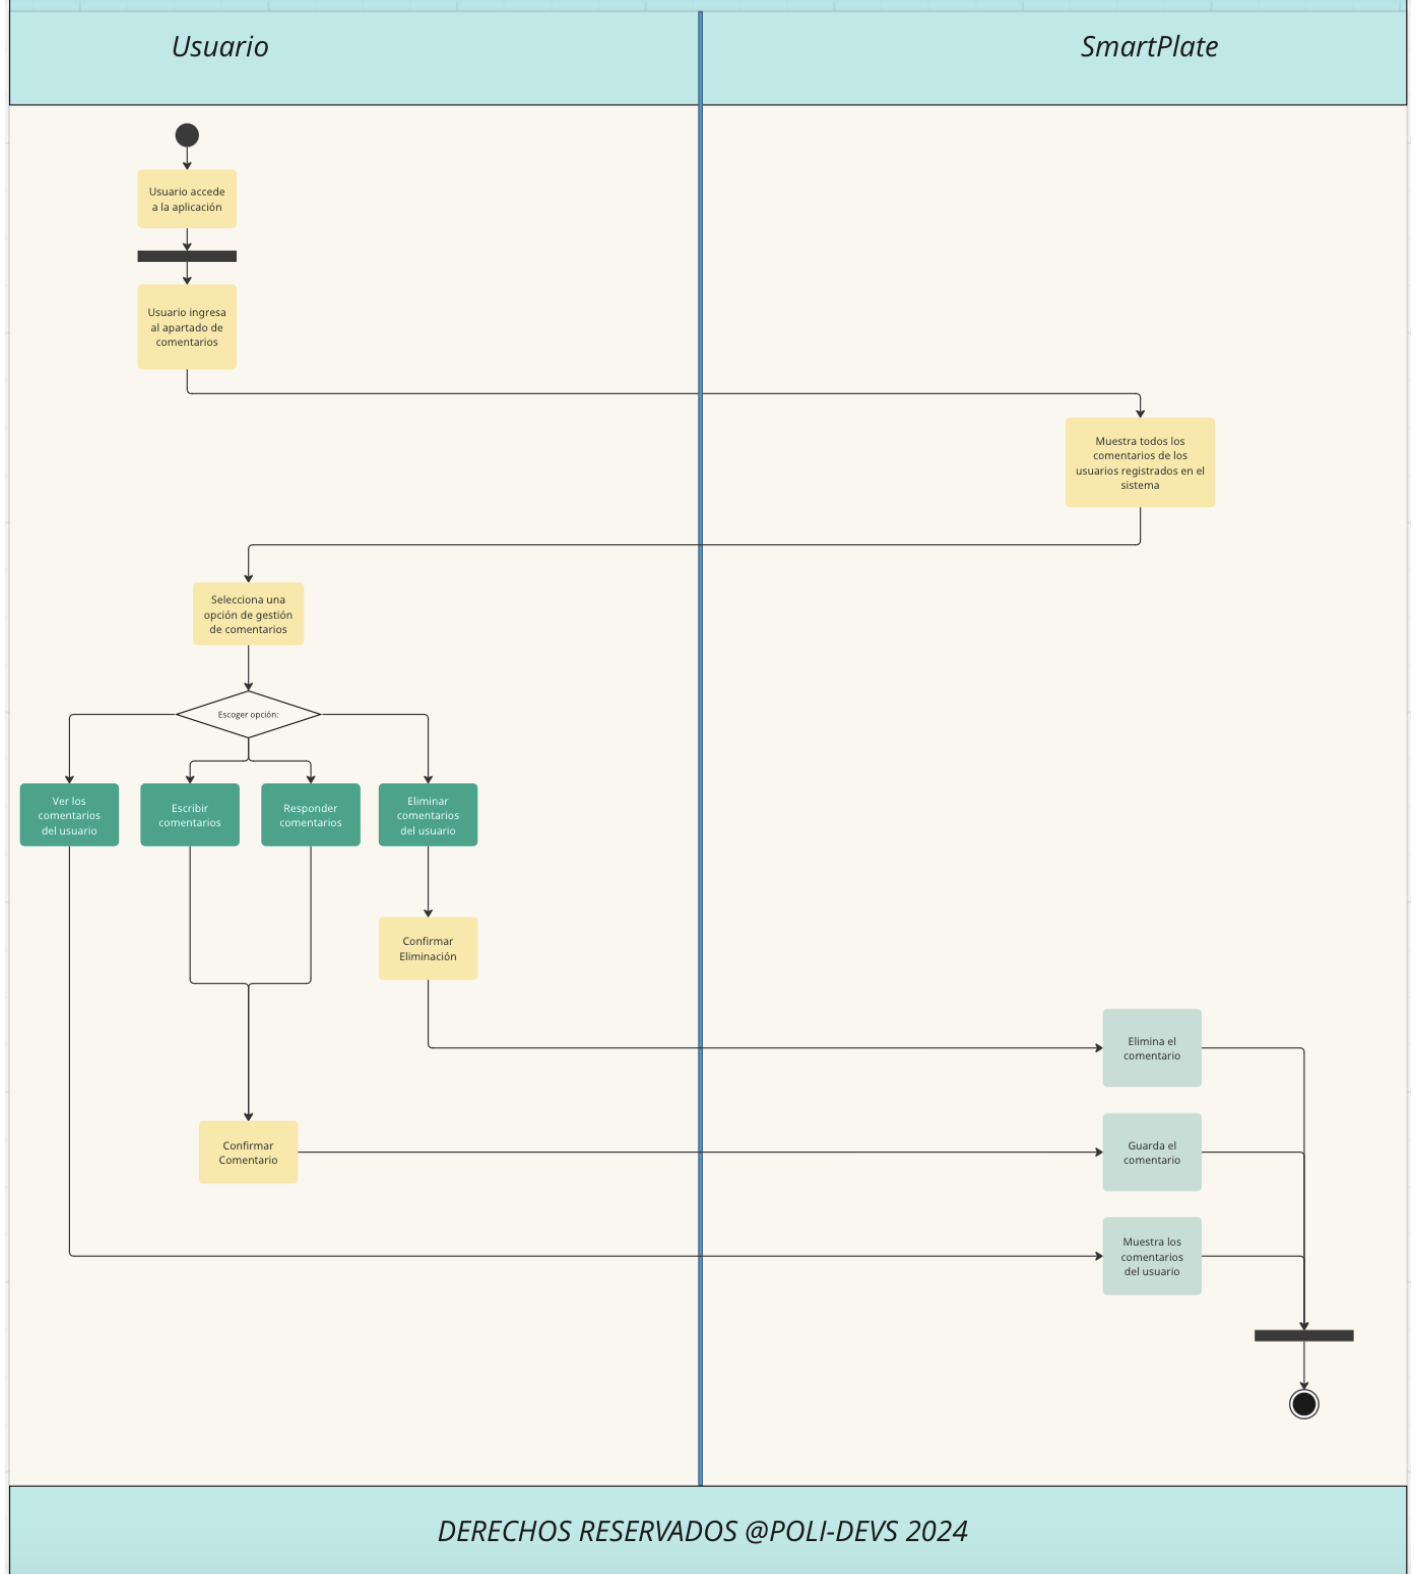 Usuario
SmartPlate
Usuario accede
a la aplicación
Usuario ingresa
al apartado de
comentarios
Muestra todos los
comentarios de los
usuarios registrados en el
sistema
Selecciona una
opción de gestión
de comentarios
Escoger opción:
Ver los
comentarios
del usuario
Escribir
comentarios
Responder
comentarios
Eliminar
comentarios
del usuario
Confirmar
Eliminación
Elimina el
comentario
Confirmar
Comentario
Guarda el
comentario
Muestra los
comentarios
del usuario
DERECHOS RESERVADOS @POLI-DEVS 2024